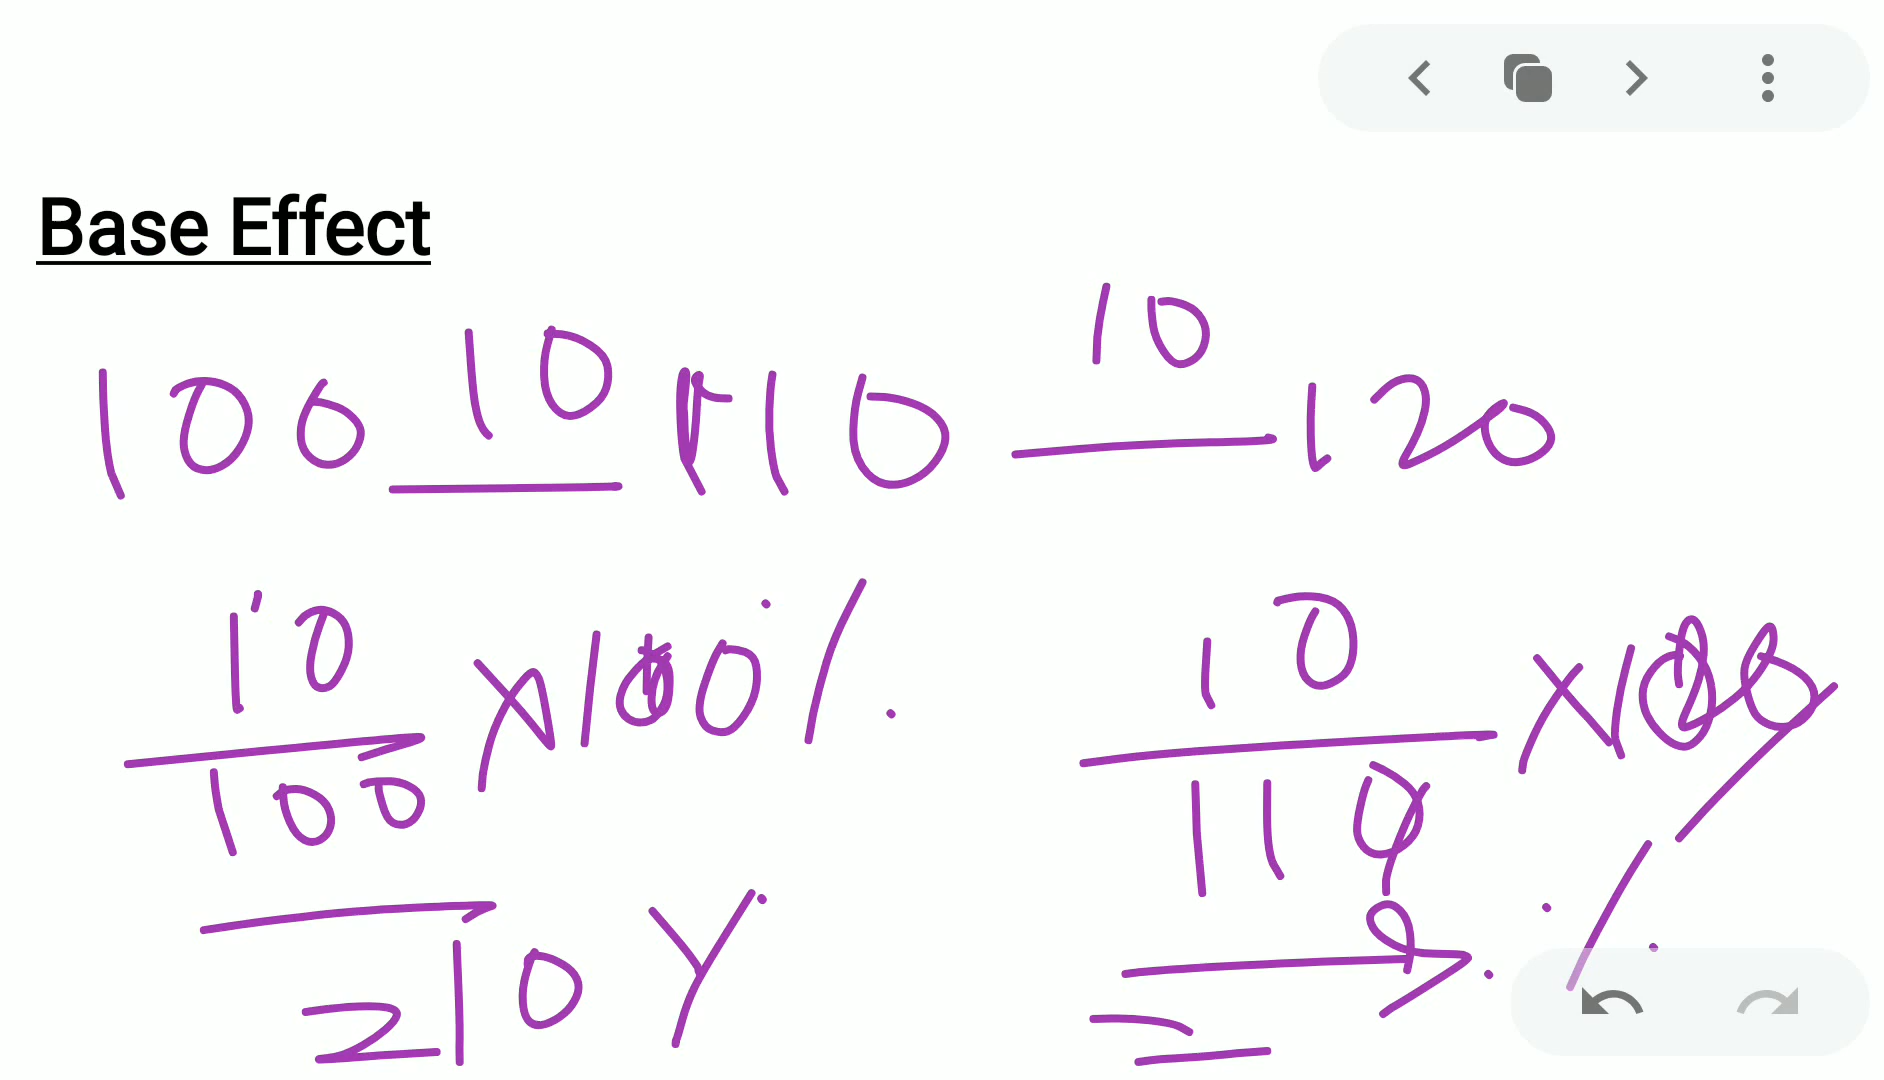 Base Effect
100 10 110 10 120
10 / 100 × 100 %
10 / 110 × 100 %
= 10 %
=